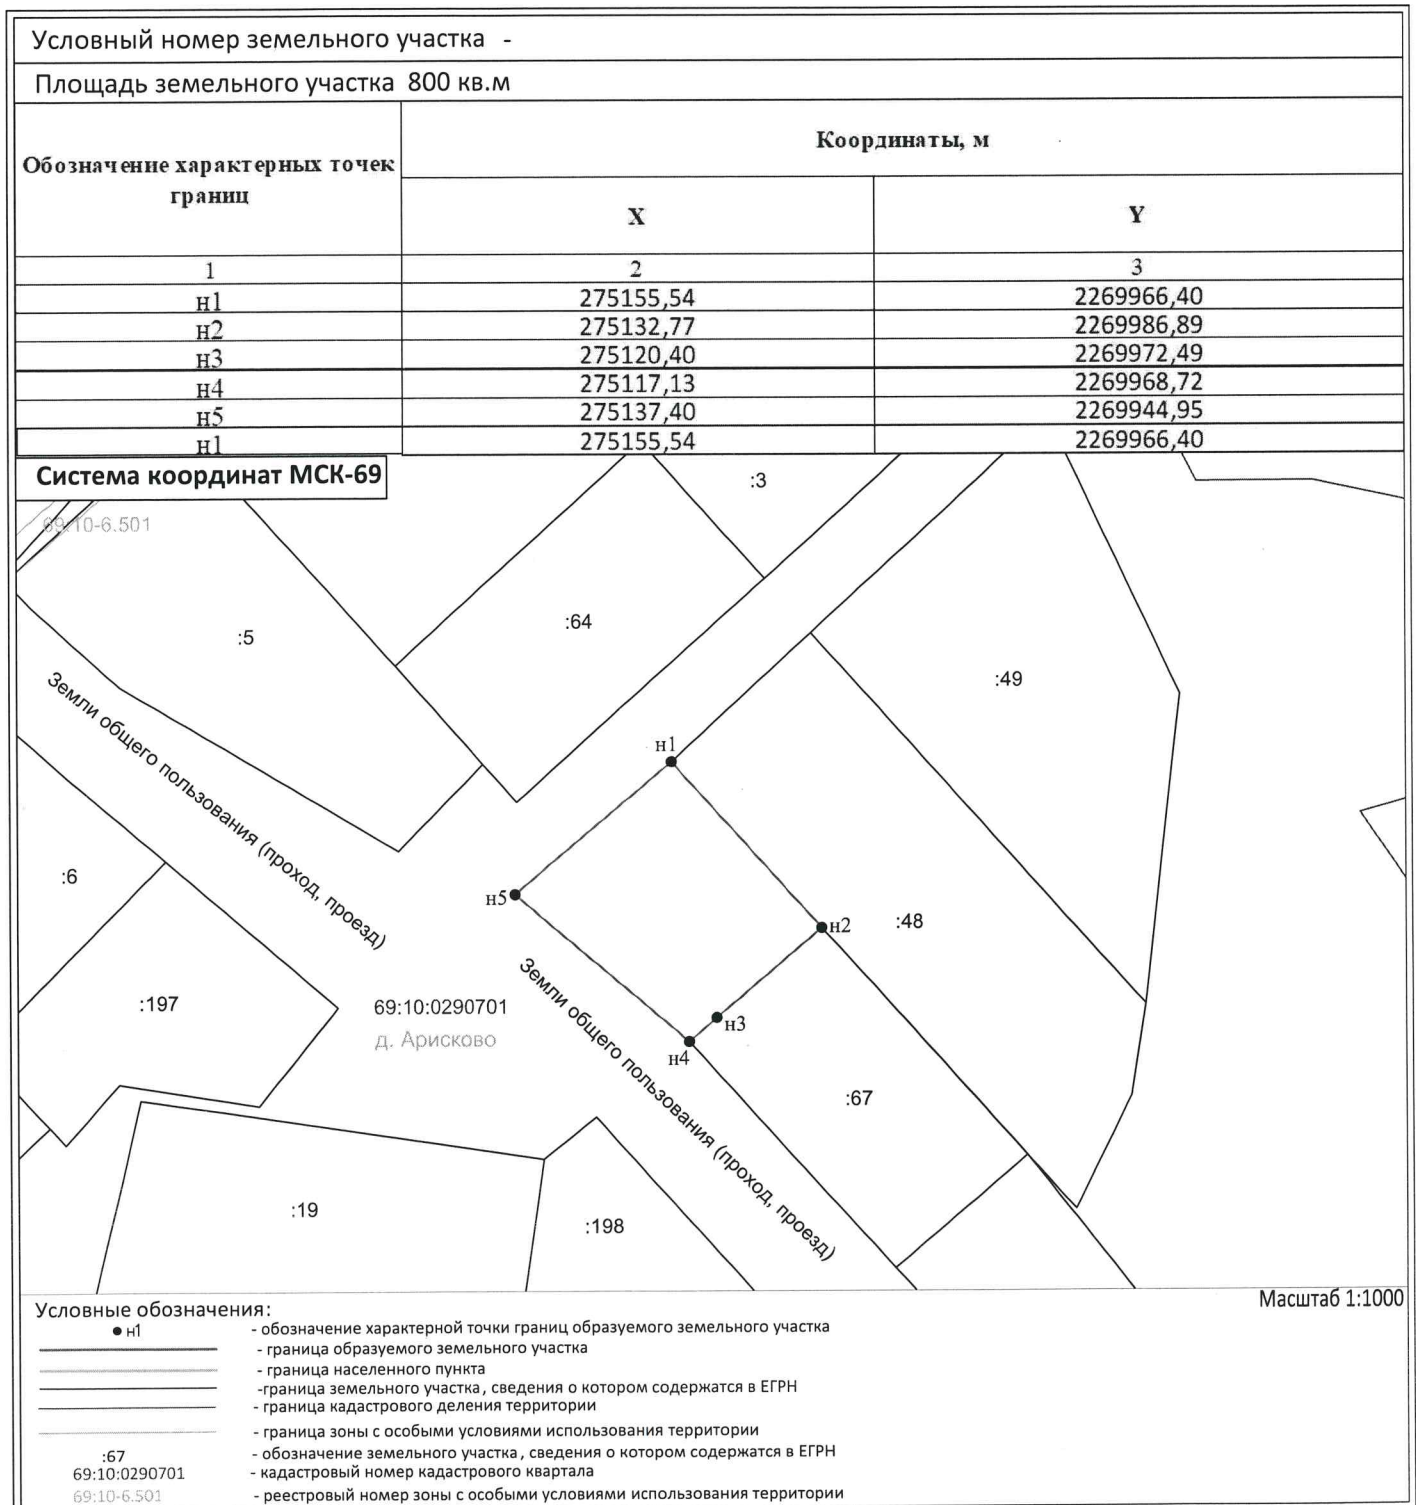 Условный номер земельного участка -
Площадь земельного участка 800 кв.м
Обозначение характерных точек границ
Координаты, м
X
Y
1 2 3
н1 275155,54 2269966,40
н2 275132,77 2269986,89
н3 275120,40 2269972,49
н4 275117,13 2269968,72
н5 275137,40 2269944,95
н1 275155,54 2269966,40
Система координат МСК-69
:3
69:10-6.501
:5
:64
:49
Земли общего пользования (проход, проезд)
н1
:6
н5
н2
:48
:197
69:10:0290701
д. Арисково
Земли общего пользования (проход, проезд)
н3
н4
:67
:19
:198
Масштаб 1:1000
Условные обозначения:
н1 - обозначение характерной точки границ образуемого земельного участка
- граница образуемого земельного участка
- граница населенного пункта
-граница земельного участка, сведения о котором содержатся в ЕГРН
- граница кадастрового деления территории
- граница зоны с особыми условиями использования территории
:67 - обозначение земельного участка, сведения о котором содержатся в ЕГРН
69:10:0290701 - кадастровый номер кадастрового квартала
69:10-6.501 - реестровый номер зоны с особыми условиями использования территории